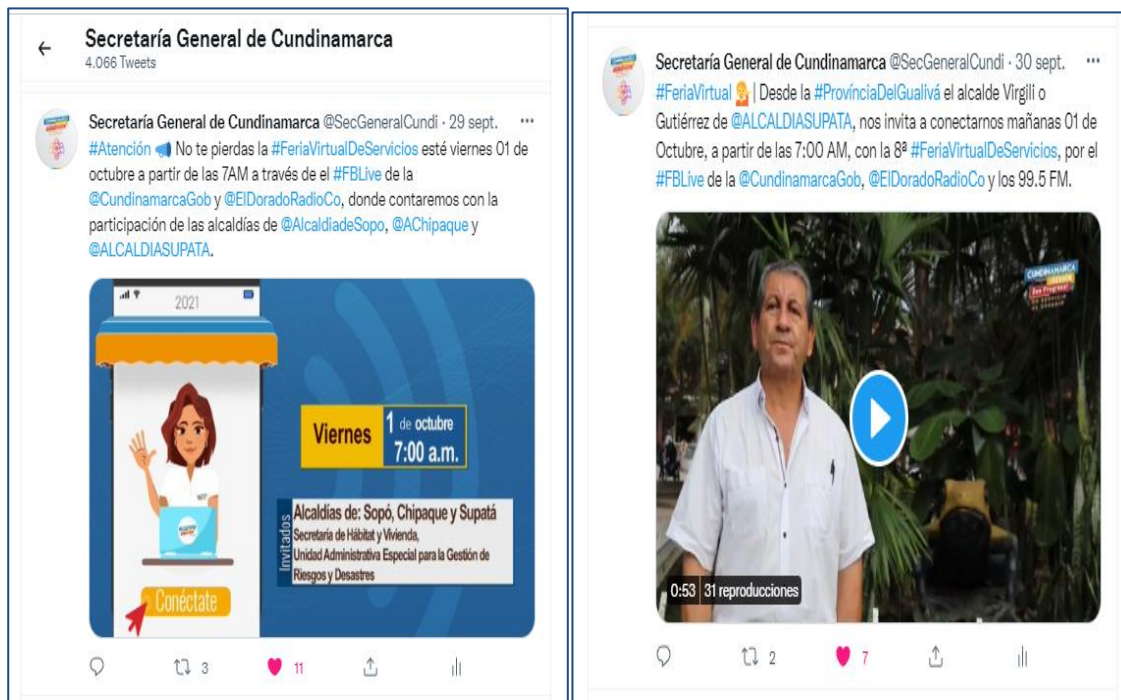 Secretaría General de Cundinamarca
4.066 Tweets
Secretaría General de Cundinamarca @SecGeneralCundi · 29 sept.
#Atención | No te pierdas la #FeriaVirtualDeServicios esté viernes 01 de
octubre a partir de las 7AM a través de el #FBLive de la
@CundinamarcaGob y @ElDoradoRadioCo, donde contaremos con la
participación de las alcaldías de @AlcaldiadeSopo, @AChipaque y
@ALCALDIASUPATA.
2021
Viernes
1 de octubre
7:00 a.m.
Invitados
Alcaldías de: Sopó, Chipaque y Supatá
Secretaría de Hábitat y Vivienda,
Unidad Administrativa Especial para la Gestión de
Riesgos y Desastres
Conéctate
3 11
Secretaría General de Cundinamarca @SecGeneralCundi · 30 sept.
#FeriaVirtual | Desde la #ProvínciaDelGualivá el alcalde Virgili o
Gutiérrez de @ALCALDIASUPATA, nos invita a conectarnos mañanas 01 de
Octubre, a partir de las 7:00 AM, con la 8ª #FeriaVirtualDeServicios, por el
#FBLive de la @CundinamarcaGob, @ElDoradoRadioCo y los 99.5 FM.
CUNDINAMARCA
0:53 31 reproducciones
2 7